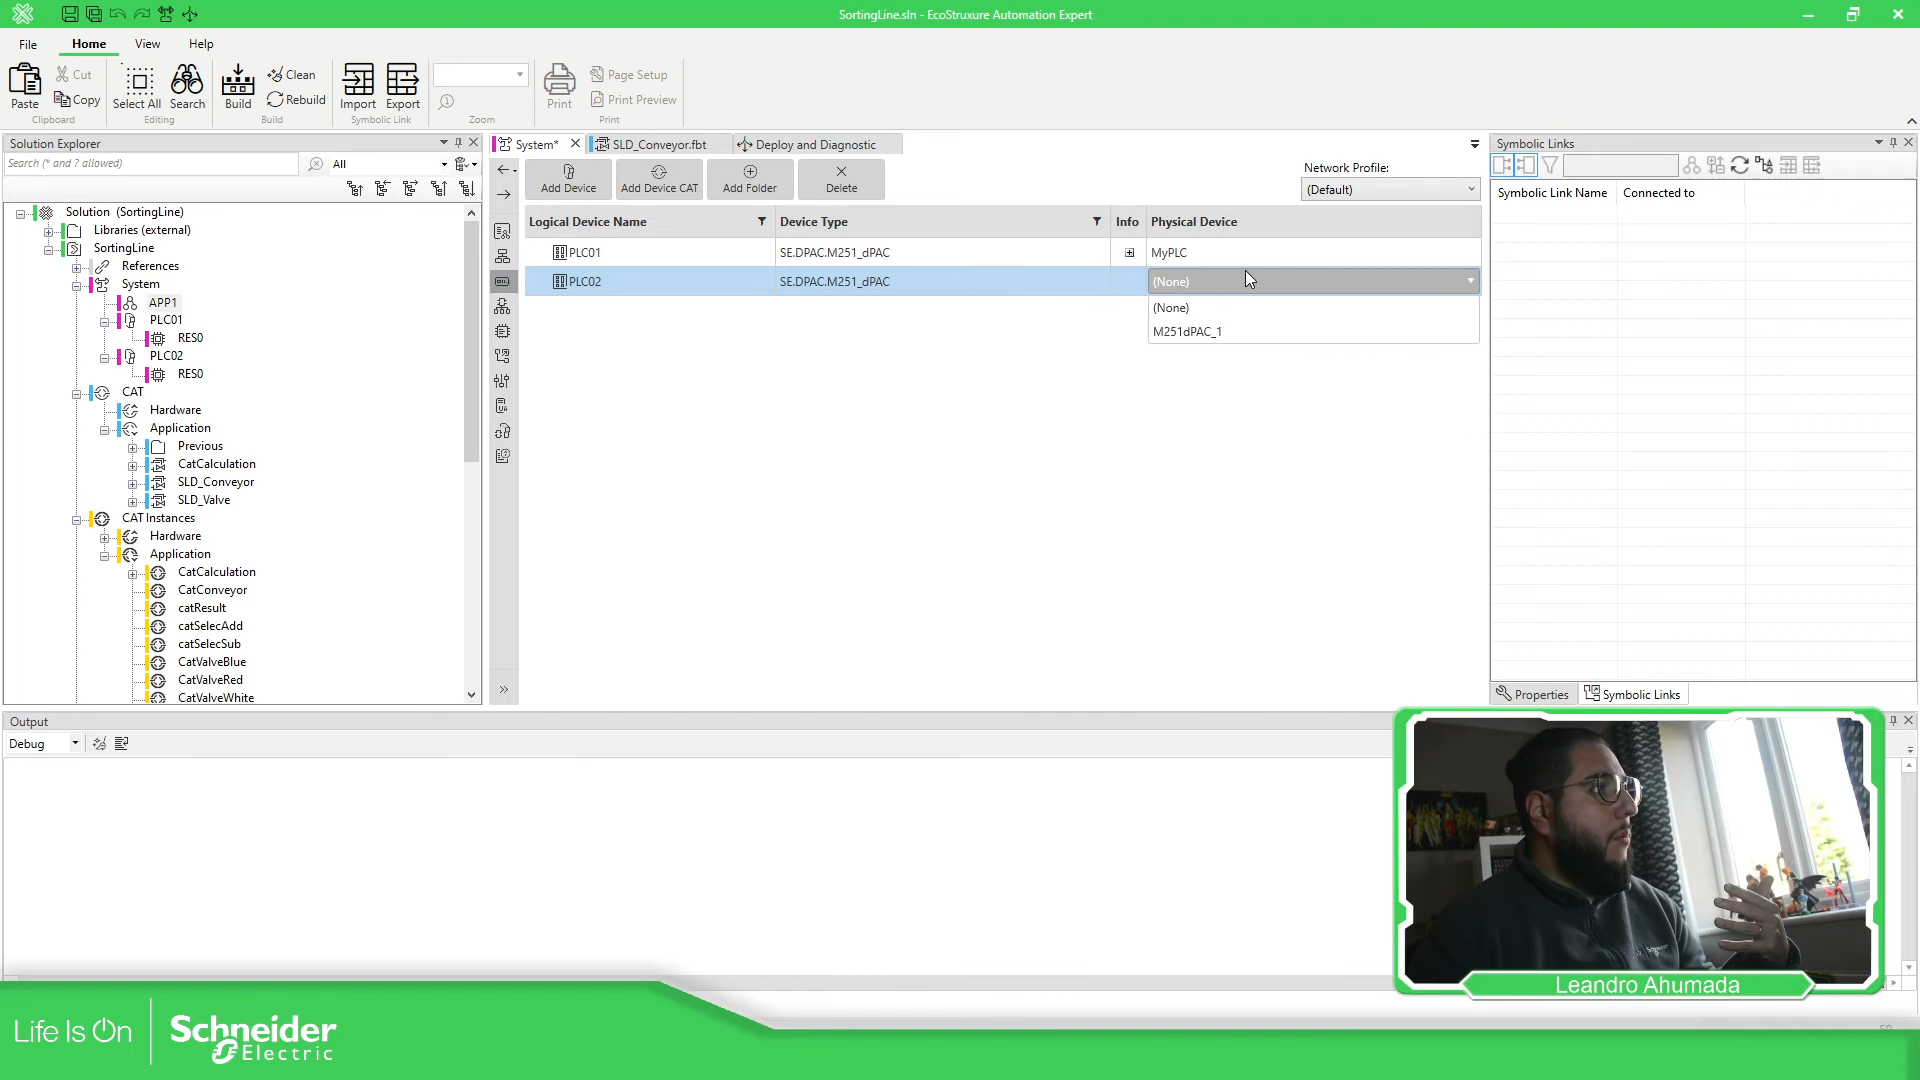 SortingLine.sln - EcoStruxure Automation Expert
File
Home
View
Help
Paste
Cut
Copy
Clipboard
Select All
Search
Editing
Build
Clean
Rebuild
Build
Import
Export
Symbolic Link
Zoom
Print
Page Setup
Print Preview
Print
Solution Explorer
Search (* and ? allowed)
All
Solution (SortingLine)
Libraries (external)
SortingLine
References
System
APP1
PLC01
RES0
PLC02
RES0
CAT
Hardware
Application
Previous
CatCalculation
SLD_Conveyor
SLD_Valve
CAT Instances
Hardware
Application
CatCalculation
CatConveyor
catResult
catSelecAdd
catSelecSub
CatValveBlue
CatValveRed
CatValveWhite
System*
SLD_Conveyor.fbt
Deploy and Diagnostic
Add Device
Add Device CAT
Add Folder
Delete
Network Profile:
(Default)
Logical Device Name
Device Type
Info
Physical Device
PLC01
SE.DPAC.M251_dPAC
MyPLC
PLC02
SE.DPAC.M251_dPAC
(None)
(None)
M251dPAC_1
Symbolic Links
Symbolic Link Name
Connected to
Properties
Symbolic Links
Output
Debug
Leandro Ahumada
Life Is On
Schneider
Electric